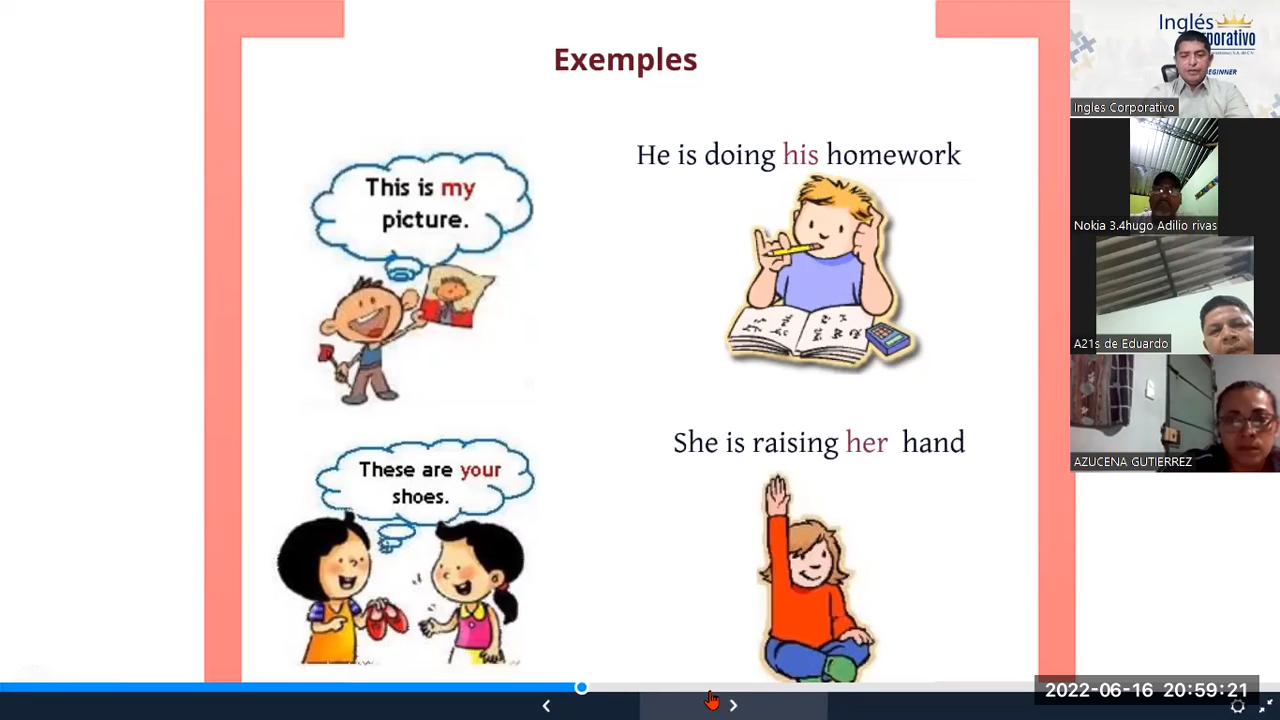 Exemples
This is my
picture.
He is doing his homework
These are your
shoes.
She is raising her hand
Inglés
BEGINNER
Ingles Corporativo
Nokia 3.4hugo Adilio rivas
A21s de Eduardo
AZUCENA GUTIERREZ
2022-06-16 20:59:21